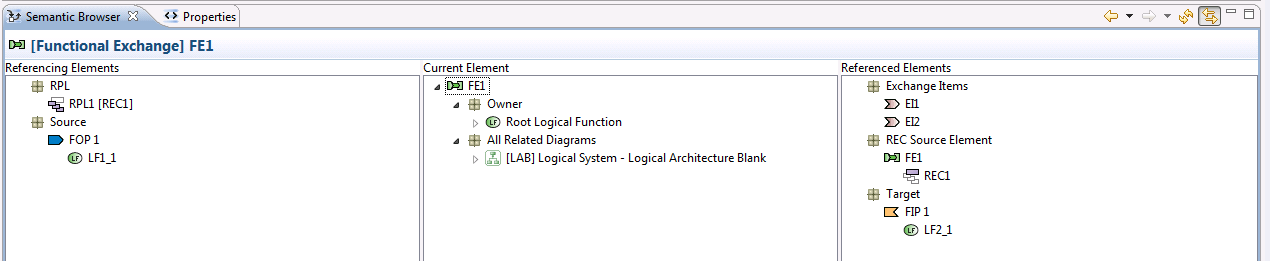 Semantic Browser
Properties
[Functional Exchange] FE1
Referencing Elements
RPL
RPL1 [REC1]
Source
FOP 1
LF LF1_1
Current Element
FE1
Owner
LF Root Logical Function
All Related Diagrams
[LAB] Logical System - Logical Architecture Blank
Referenced Elements
Exchange Items
EI1
EI2
REC Source Element
FE1
REC1
Target
FIP 1
LF LF2_1